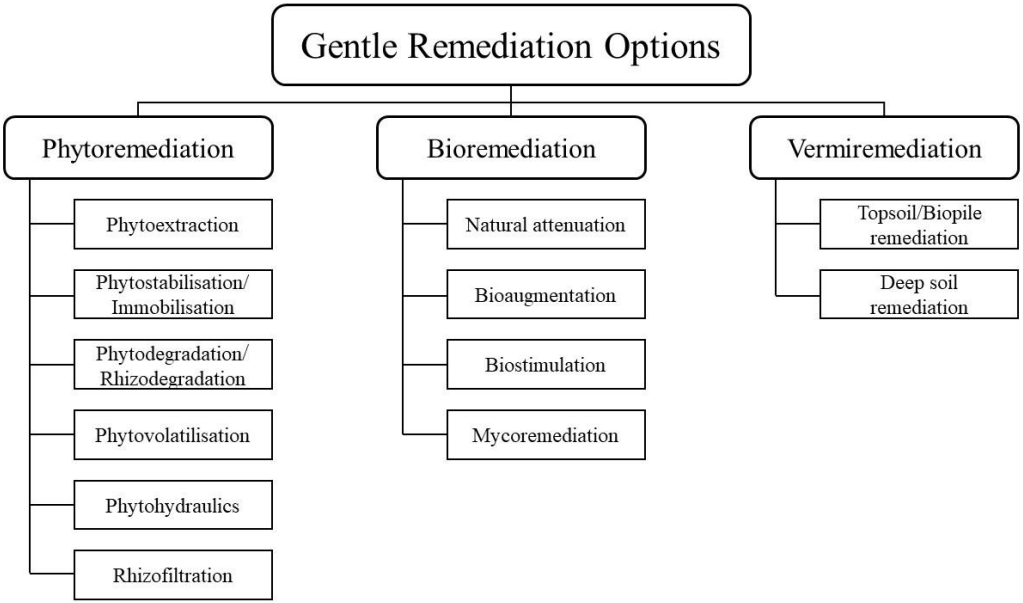 Gentle Remediation Options
Phytoremediation
Phytoextraction
Phytostabilisation/
Immobilisation
Phytodegradation/
Rhizodegradation
Phytovolatilisation
Phytohydraulics
Rhizofiltration
Bioremediation
Natural attenuation
Bioaugmentation
Biostimulation
Mycoremediation
Vermiremediation
Topsoil/Biopile
remediation
Deep soil
remediation